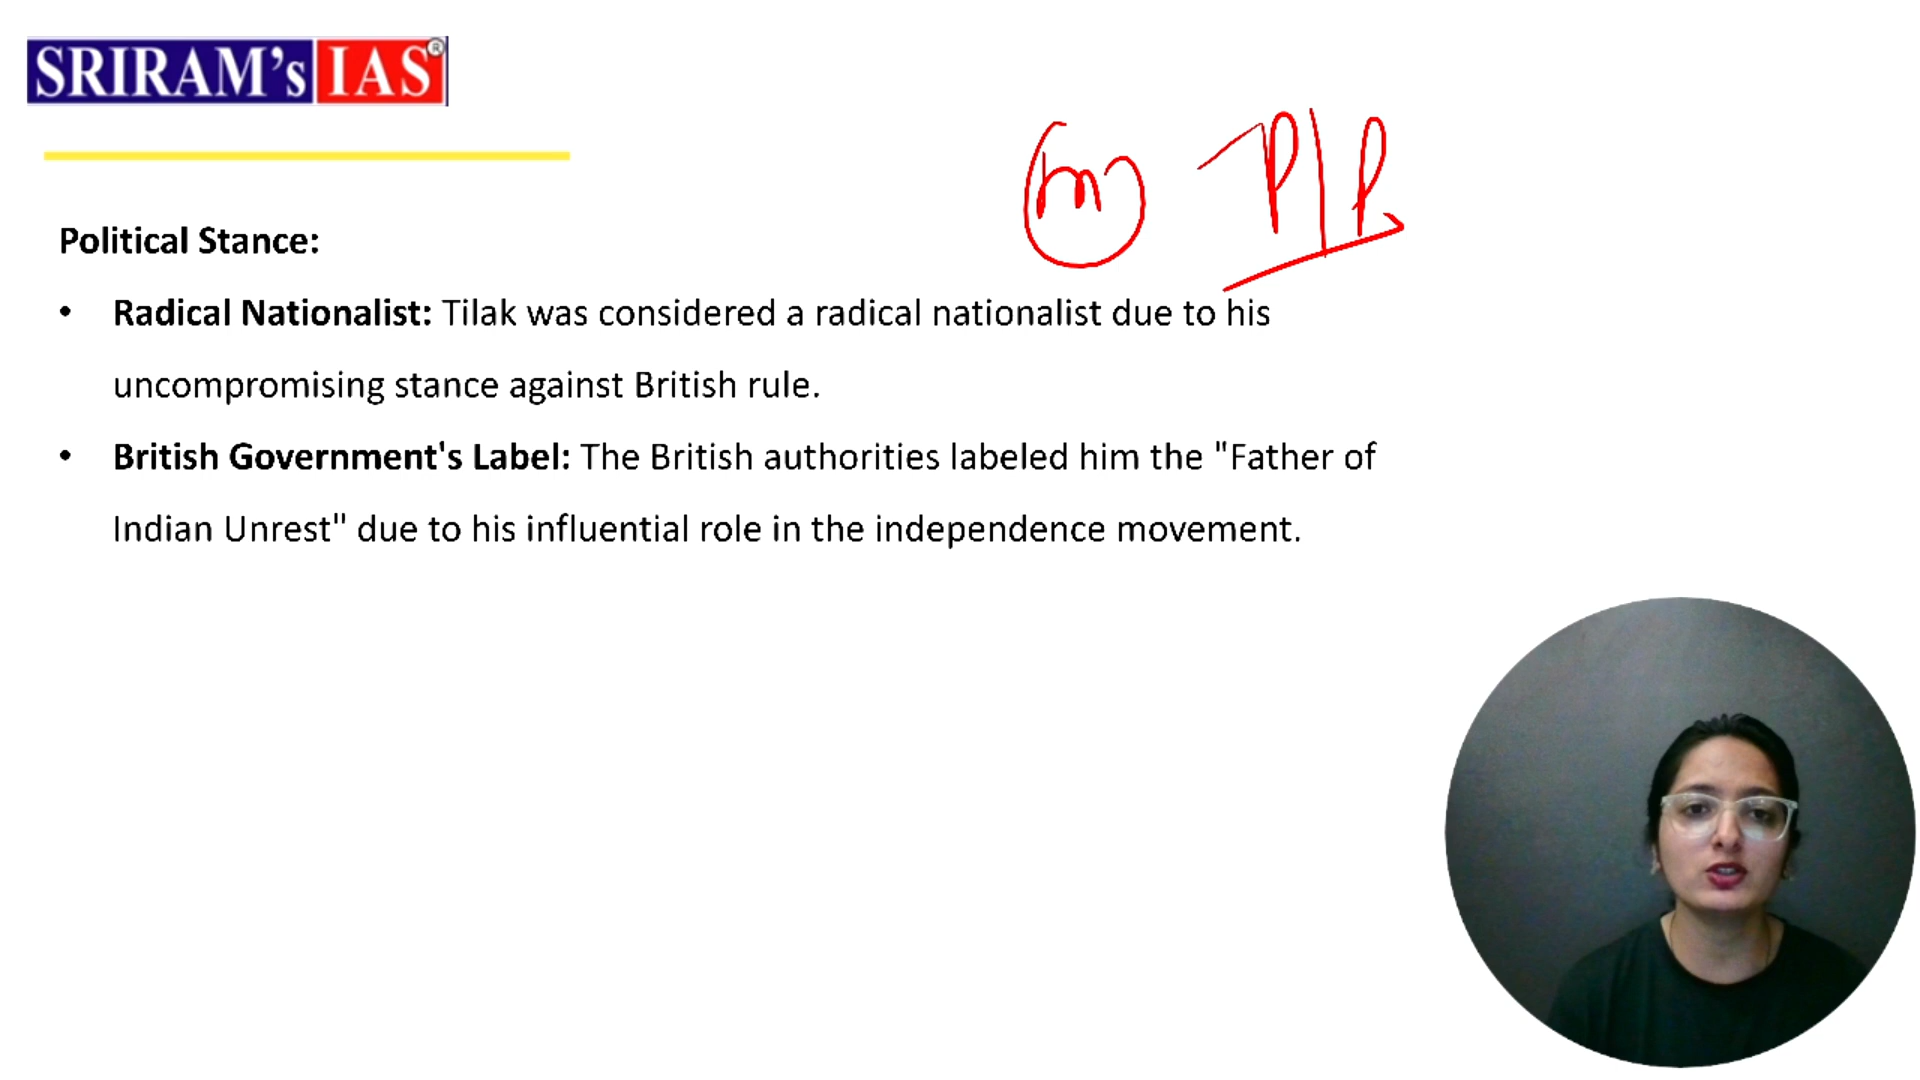 SRIRAM's IAS®
m P/P
Political Stance:
• Radical Nationalist: Tilak was considered a radical nationalist due to his
uncompromising stance against British rule.
• British Government's Label: The British authorities labeled him the "Father of
Indian Unrest" due to his influential role in the independence movement.